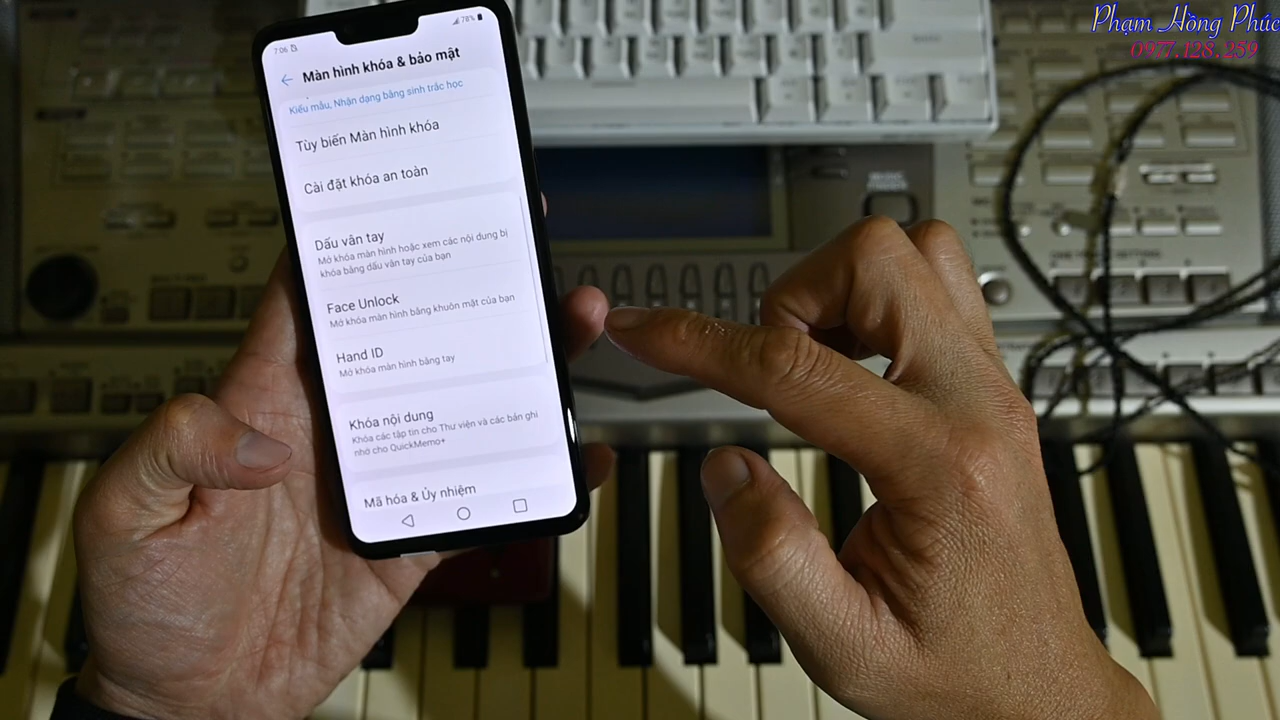 Phạm Hồng Phúc
0977.128.259
7:06
78%
Màn hình khóa & bảo mật
Kiểu mẫu, Nhận dạng bằng sinh trắc học
Tùy biến Màn hình khóa
Cài đặt khóa an toàn
Dấu vân tay
Mở khóa màn hình hoặc xem các nội dung bị
khóa bằng dấu vân tay của bạn
Face Unlock
Mở khóa màn hình bằng khuôn mặt của bạn
Hand ID
Mở khóa màn hình bằng tay
Khóa nội dung
Khóa các tập tin cho Thư viện và các bản ghi
nhớ cho QuickMemo+
Mã hóa & Ủy nhiệm